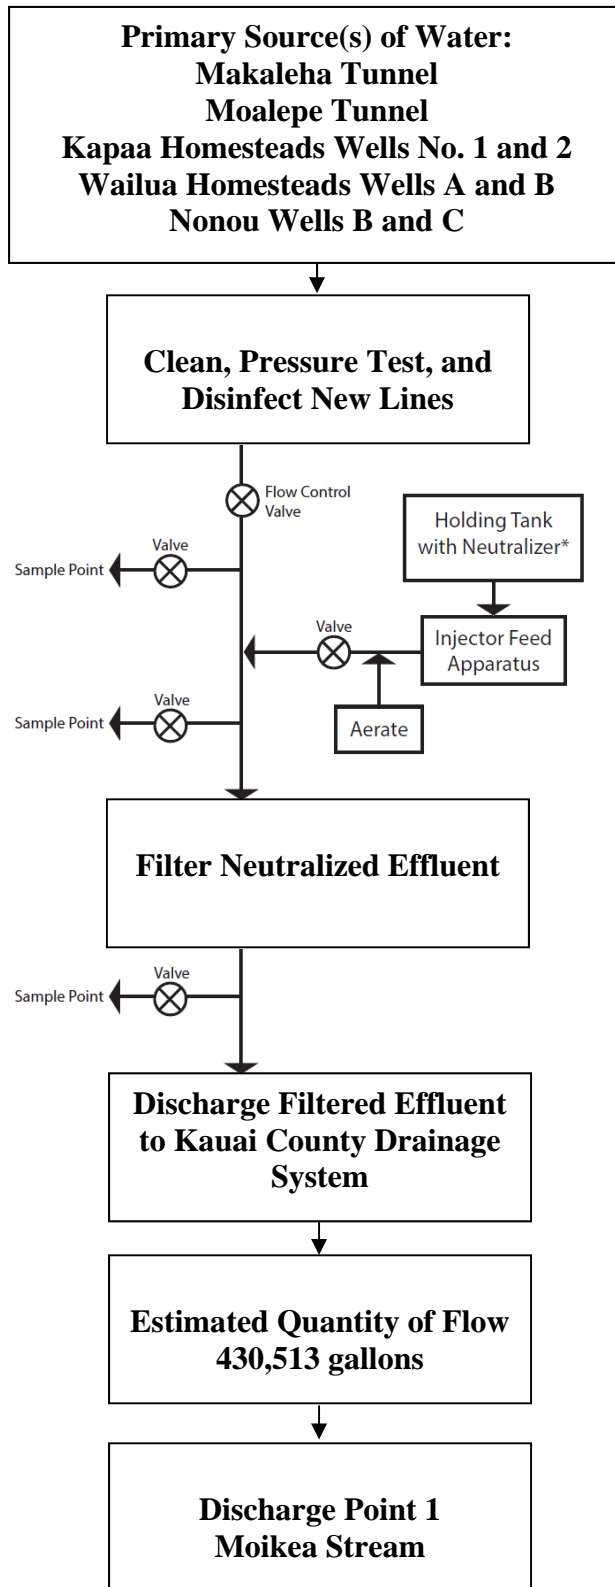 Primary Source(s) of Water:
Makaleha Tunnel
Moalepe Tunnel
Kapaa Homesteads Wells No. 1 and 2
Wailua Homesteads Wells A and B
Nonou Wells B and C
Clean, Pressure Test, and
Disinfect New Lines
Flow Control
Valve
Holding Tank
with Neutralizer*
Valve
Sample Point
Valve
Injector Feed
Apparatus
Valve
Sample Point
Aerate
Filter Neutralized Effluent
Valve
Sample Point
Discharge Filtered Effluent
to Kauai County Drainage
System
Estimated Quantity of Flow
430,513 gallons
Discharge Point 1
Moikea Stream